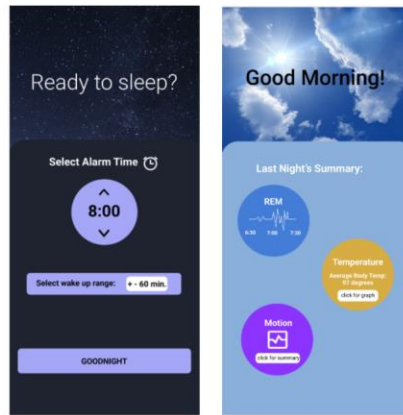 Ready to sleep?
Select Alarm Time
8:00
Select wake up range: + - 60 min.
GOODNIGHT
Good Morning!
Last Night's Summary:
REM
6:30 7:00 7:30
Temperature
Average Body Temp:
97 degrees
click for graph
Motion
click for summary